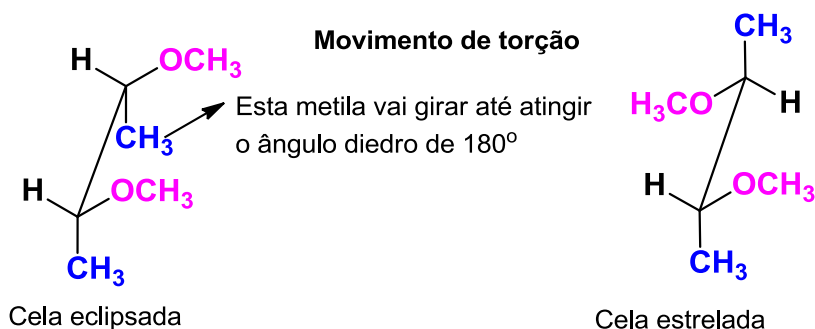 Movimento de torção
H OCH3
CH3
Esta metila vai girar até atingir
o ângulo diedro de 180o
H OCH3
CH3
Cela eclipsada
CH3
H3CO H
H OCH3
CH3
Cela estrelada